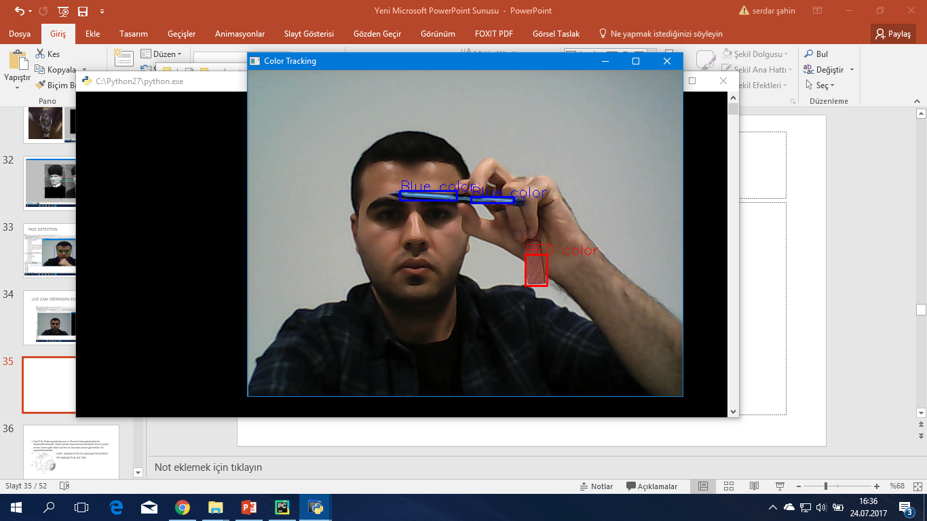 Yeni Microsoft PowerPoint Sunusu - PowerPoint
serdar şahin
Dosya Giriş Ekle Tasarım Geçişler Animasyonlar Slayt Gösterisi Gözden Geçir Görünüm FOXIT PDF Görsel Taslak Ne yapmak istediğinizi söyleyin Paylaş
Yapıştır
Kes
Kopyala
Biçim
Pano
Düzen
Şekil Dolgusu
Şekil Ana Hattı
Şekil Efektleri
Bul
Değiştir
Seç
Düzenleme
Color Tracking
C:\Python27\python.exe
Blue color
color
color
32
33
FACE DETECTION
34
35
36
Not eklemek için tıklayın
Slayt 35 / 52
Notlar
Açıklamalar
%68
16:36
24.07.2017
3